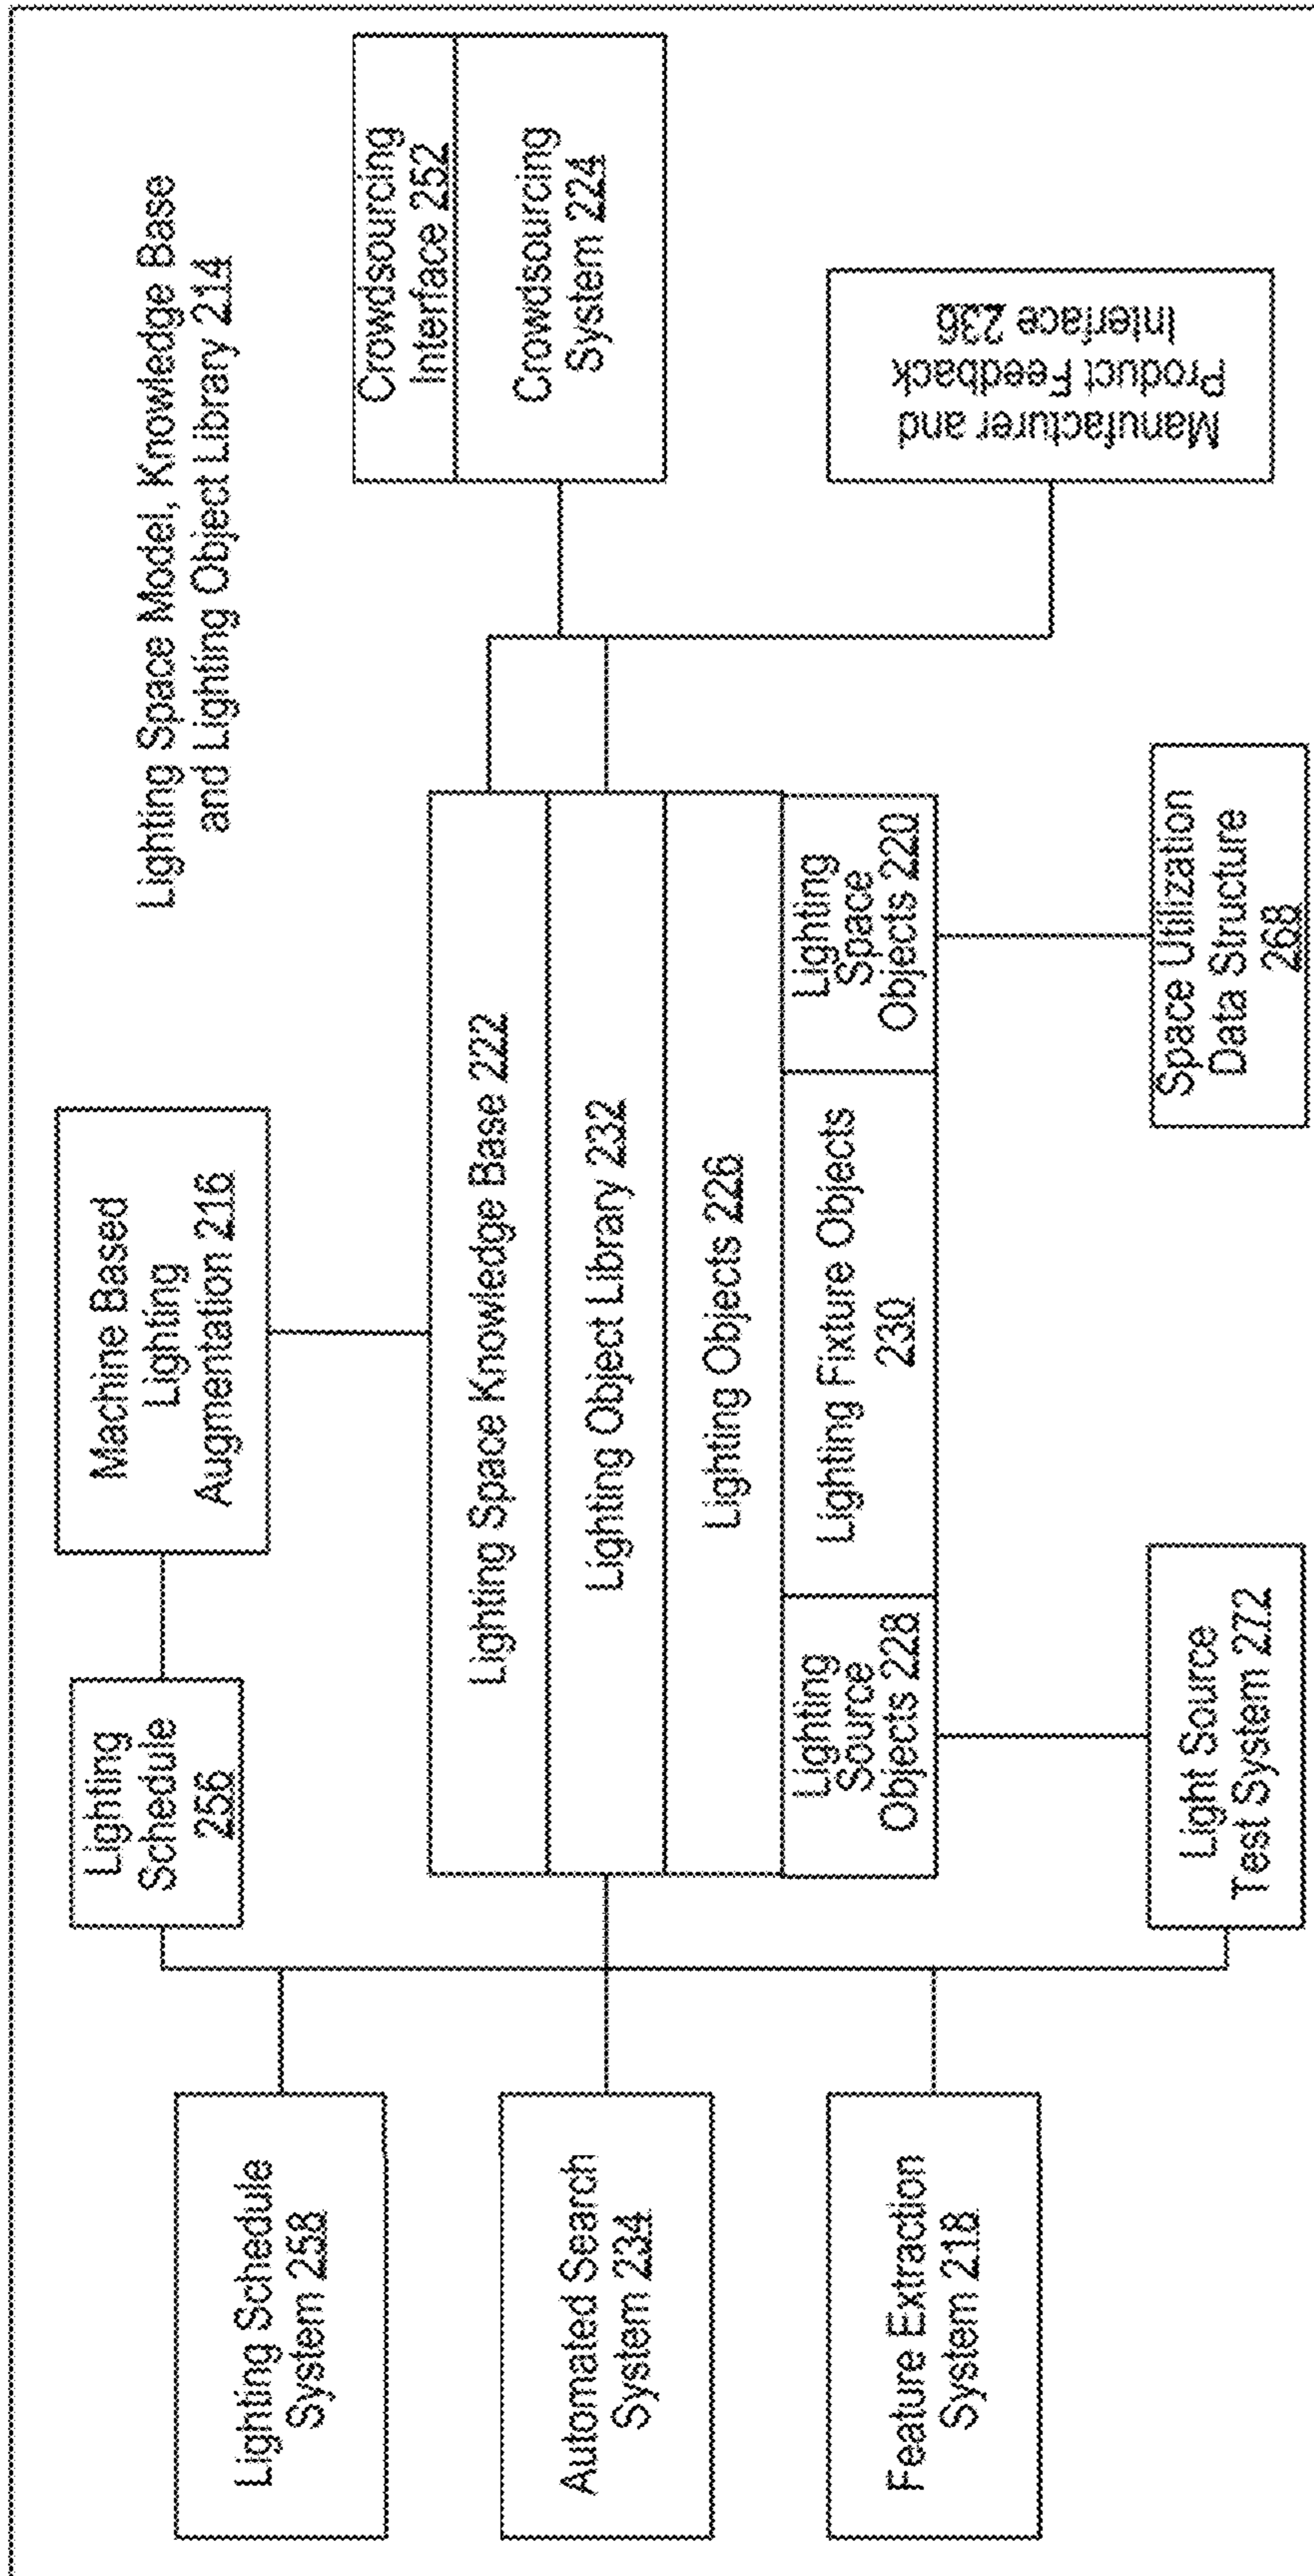 Lighting Space Model, Knowledge Base
and Lighting Object Library 214
Lighting Schedule
System 258
Automated Search
System 234
Feature Extraction
System 218
Lighting
Schedule
256
Machine Based
Lighting
Augmentation 216
Lighting Space Knowledge Base 222
Lighting Object Library 232
Lighting Objects 226
Lighting
Source
Objects 228
Lighting Fixture Objects
230
Lighting
Space
Objects 220
Light Source
Test System 272
Space Utilization
Data Structure
268
Crowdsourcing
Interface 252
Crowdsourcing
System 224
Manufacturer and
Product Feedback
Interface 236